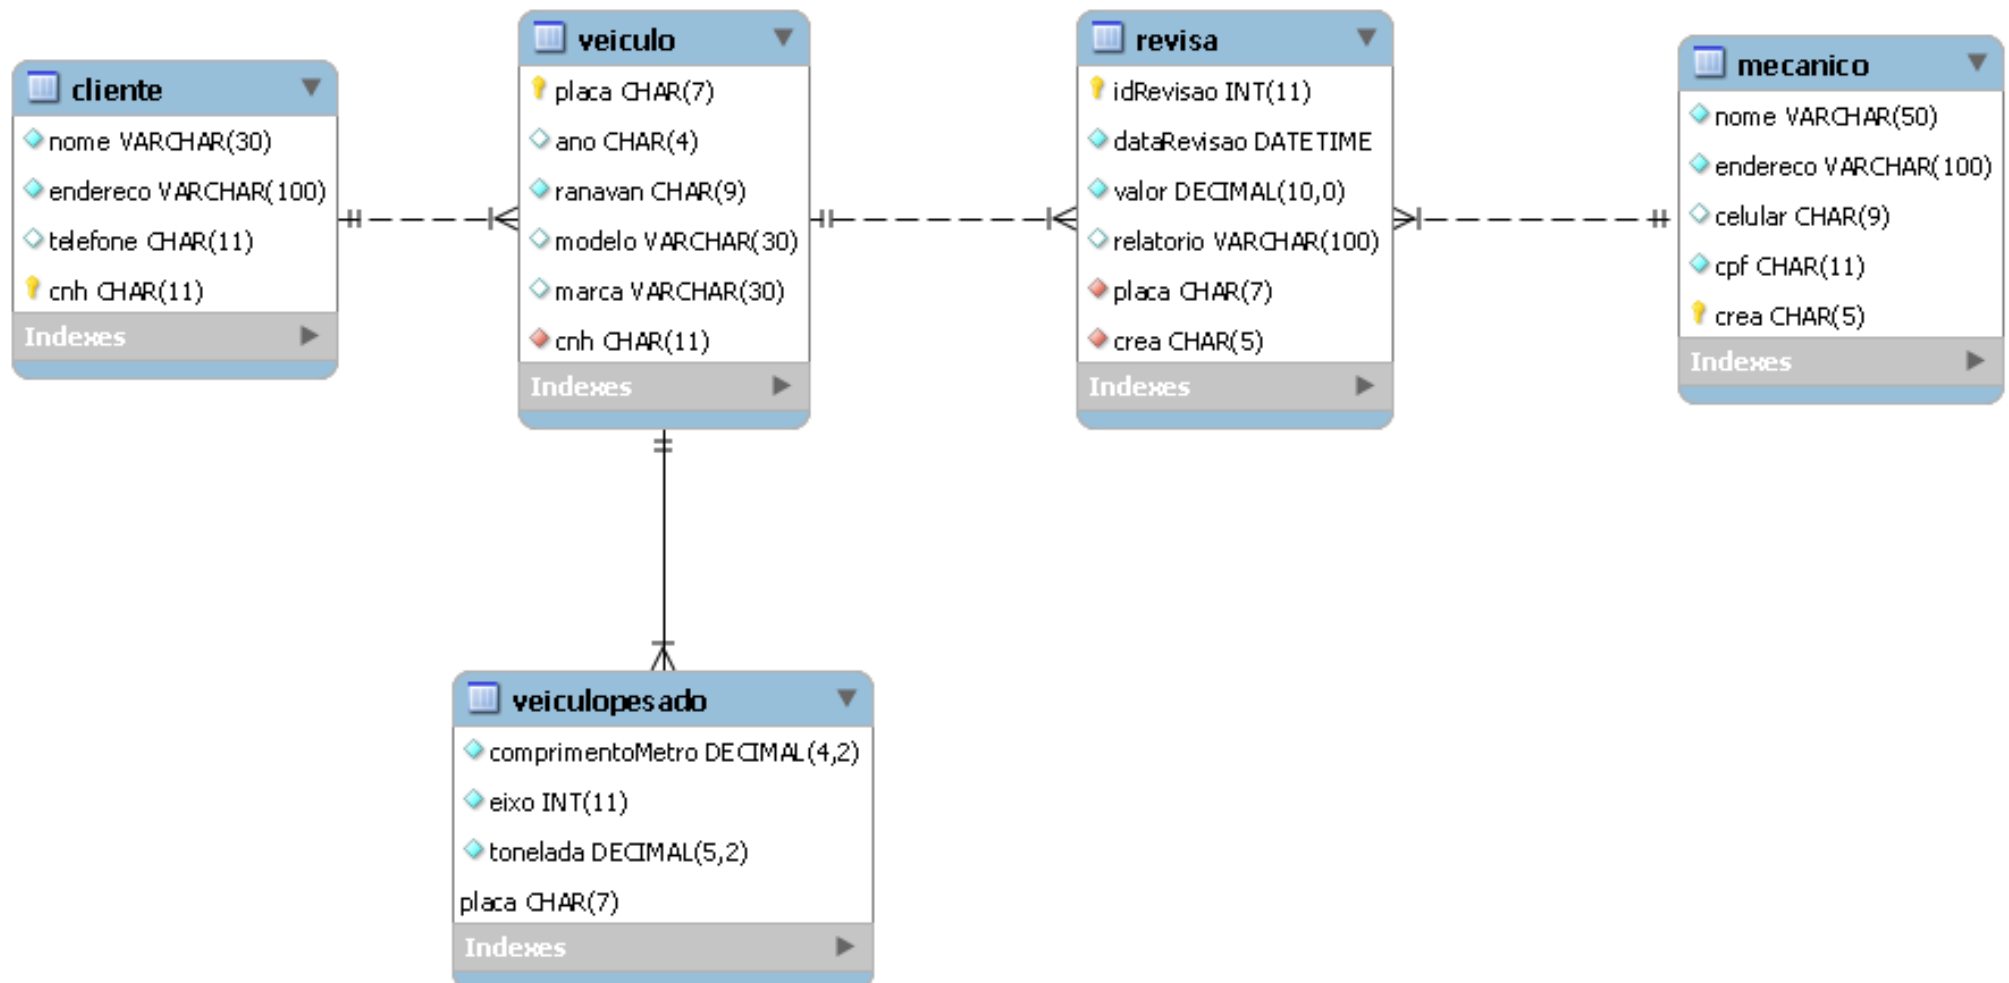 cliente
nome VARCHAR(30)
endereco VARCHAR(100)
telefone CHAR(11)
cnh CHAR(11)
Indexes
veiculo
placa CHAR(7)
ano CHAR(4)
ranavan CHAR(9)
modelo VARCHAR(30)
marca VARCHAR(30)
cnh CHAR(11)
Indexes
revisa
idRevisao INT(11)
dataRevisao DATETIME
valor DECIMAL(10,0)
relatorio VARCHAR(100)
placa CHAR(7)
crea CHAR(5)
Indexes
mecanico
nome VARCHAR(50)
endereco VARCHAR(100)
celular CHAR(9)
cpf CHAR(11)
crea CHAR(5)
Indexes
veiculopesado
comprimentoMetro DECIMAL(4,2)
eixo INT(11)
tonelada DECIMAL(5,2)
placa CHAR(7)
Indexes